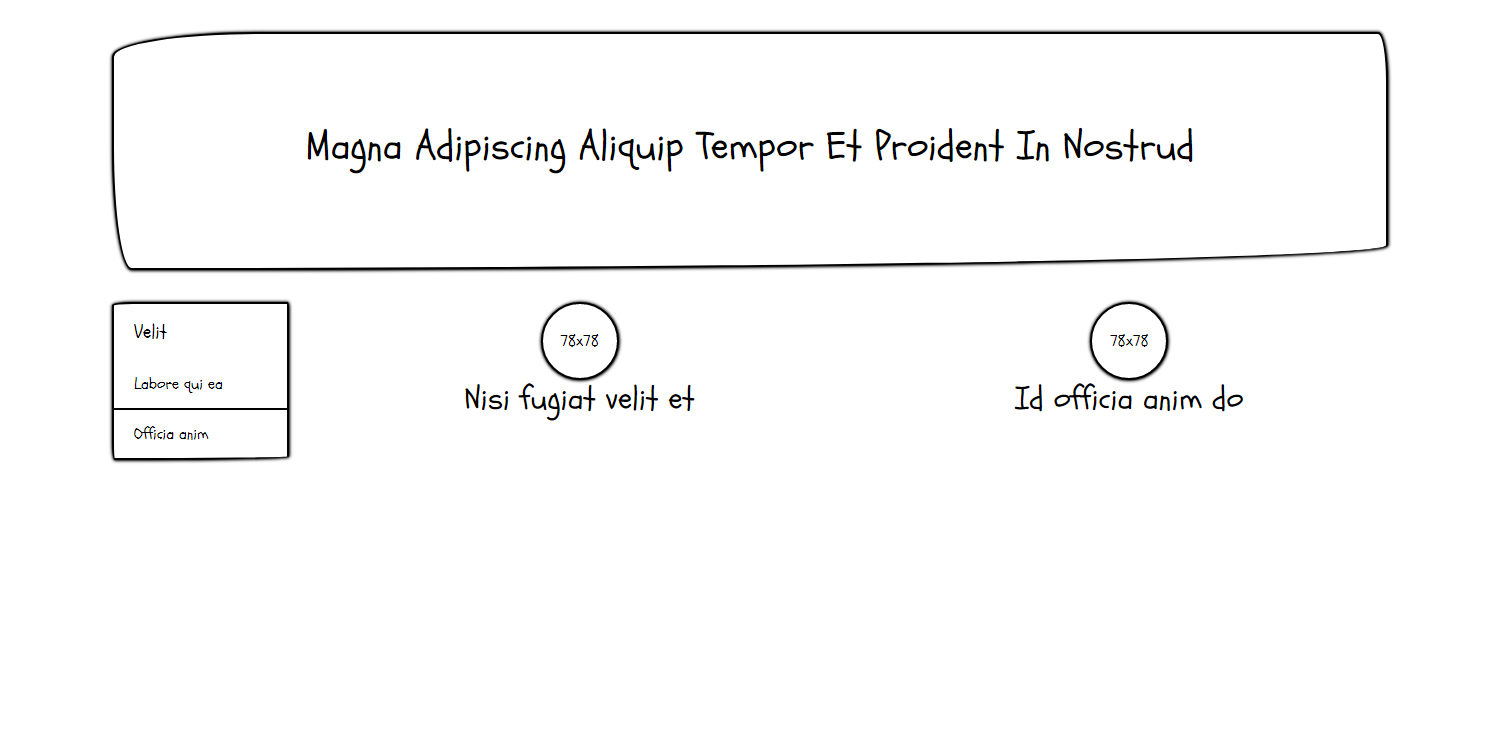 Magna Adipiscing Aliquip Tempor Et Proident In Nostrud
Velit
Labore qui ea
Officia anim
78x78
Nisi fugiat velit et
78x78
Id officia anim do